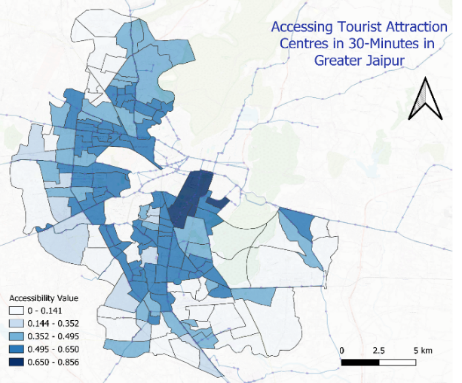 Accessing Tourist Attraction
Centres in 30-Minutes in
Greater Jaipur
Accessibility Value
0 - 0.141
0.144 - 0.352
0.352 - 0.495
0.495 - 0.650
0.650 - 0.856
0 2.5 5 km